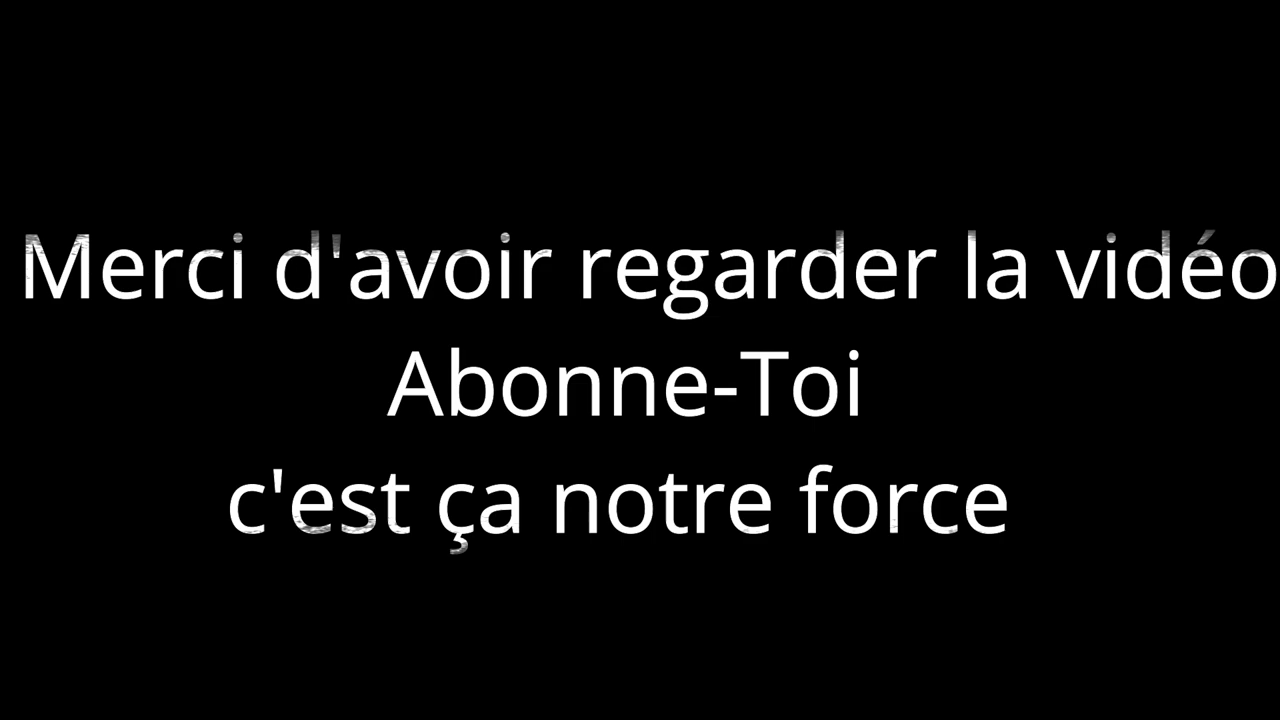 Merci d'avoir regarder la vidéo
Abonne-Toi
c'est ça notre force